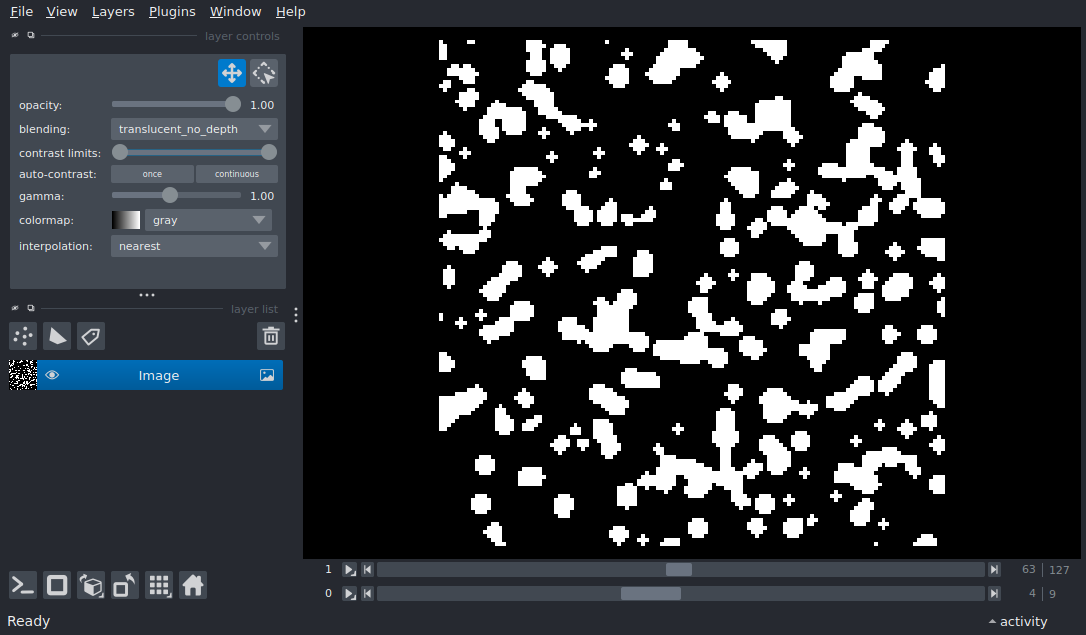 File View Layers Plugins Window Help
layer controls
opacity: 1.00
blending: translucent_no_depth
contrast limits:
auto-contrast: once continuous
gamma: 1.00
colormap: gray
interpolation: nearest
layer list
Image
1 63 127
0 4 9
Ready activity